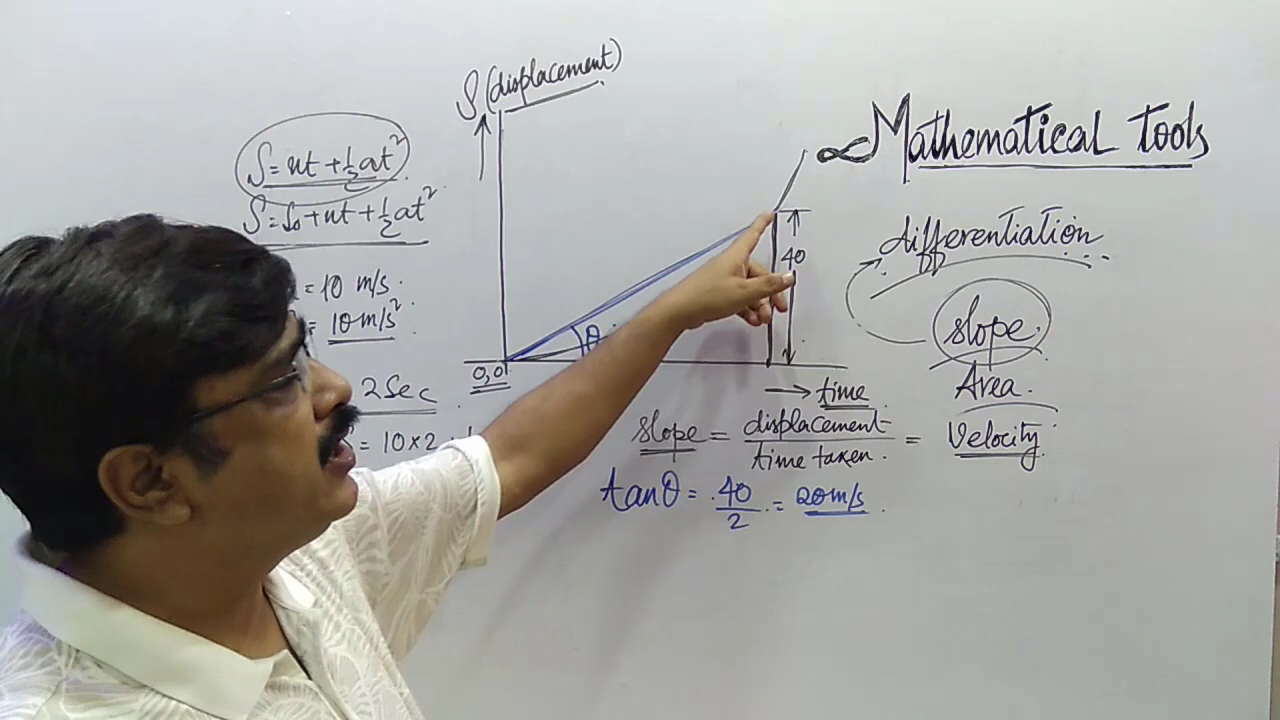 S (displacement)
S = ut + ½at²
S = S₀ + ut + ½at²
= 10 m/s
= 10 m/s²
2 Sec
= 10×2
θ
40
0,0
→ time
slope = displacement / time taken = Velocity
tanθ = 40/2 = 20 m/s
Mathematical Tools
differentiation
slope
Area